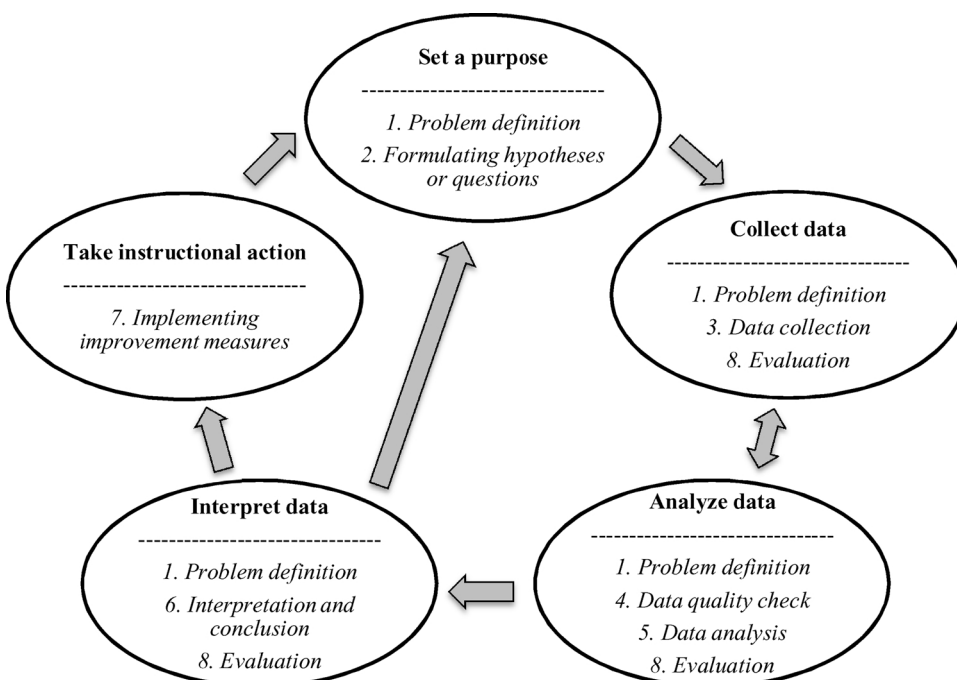 Set a purpose
--------------------------------
1. Problem definition
2. Formulating hypotheses
or questions
Collect data
--------------------------------
1. Problem definition
3. Data collection
8. Evaluation
Take instructional action
--------------------------------
7. Implementing
improvement measures
Interpret data
--------------------------------
1. Problem definition
6. Interpretation and
conclusion
8. Evaluation
Analyze data
--------------------------------
1. Problem definition
4. Data quality check
5. Data analysis
8. Evaluation